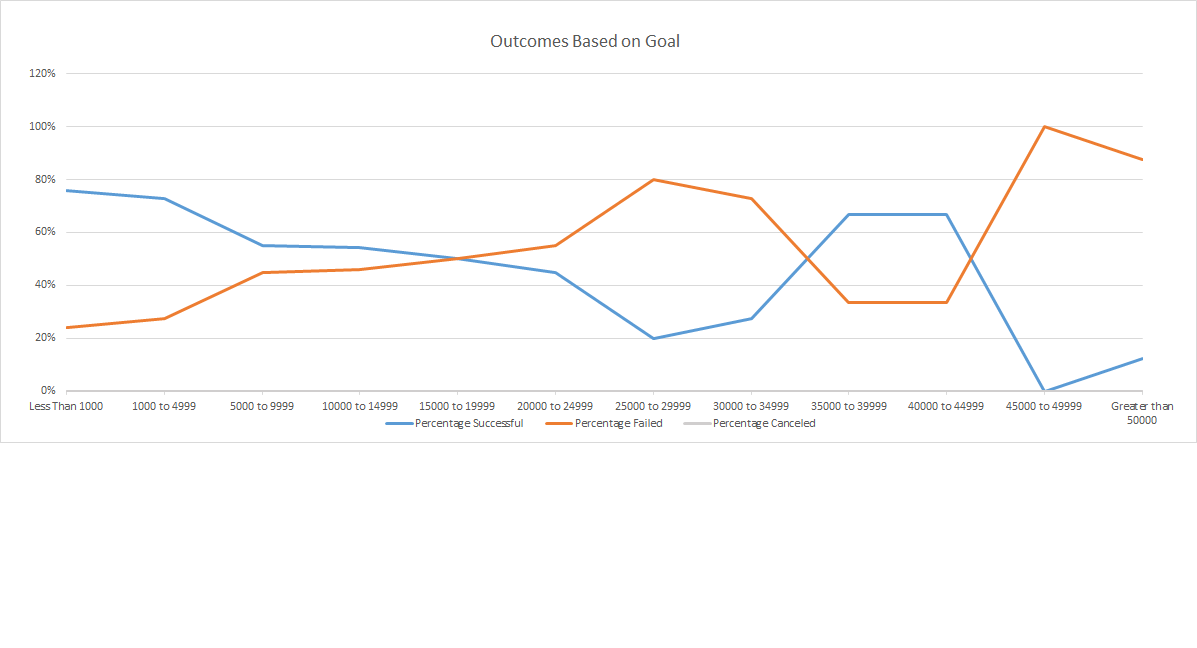 Outcomes Based on Goal
120%
100%
80%
60%
40%
20%
0%
Less Than 1000
1000 to 4999
5000 to 9999
10000 to 14999
15000 to 19999
20000 to 24999
25000 to 29999
30000 to 34999
35000 to 39999
40000 to 44999
45000 to 49999
Greater than
50000
Percentage Successful
Percentage Failed
Percentage Canceled